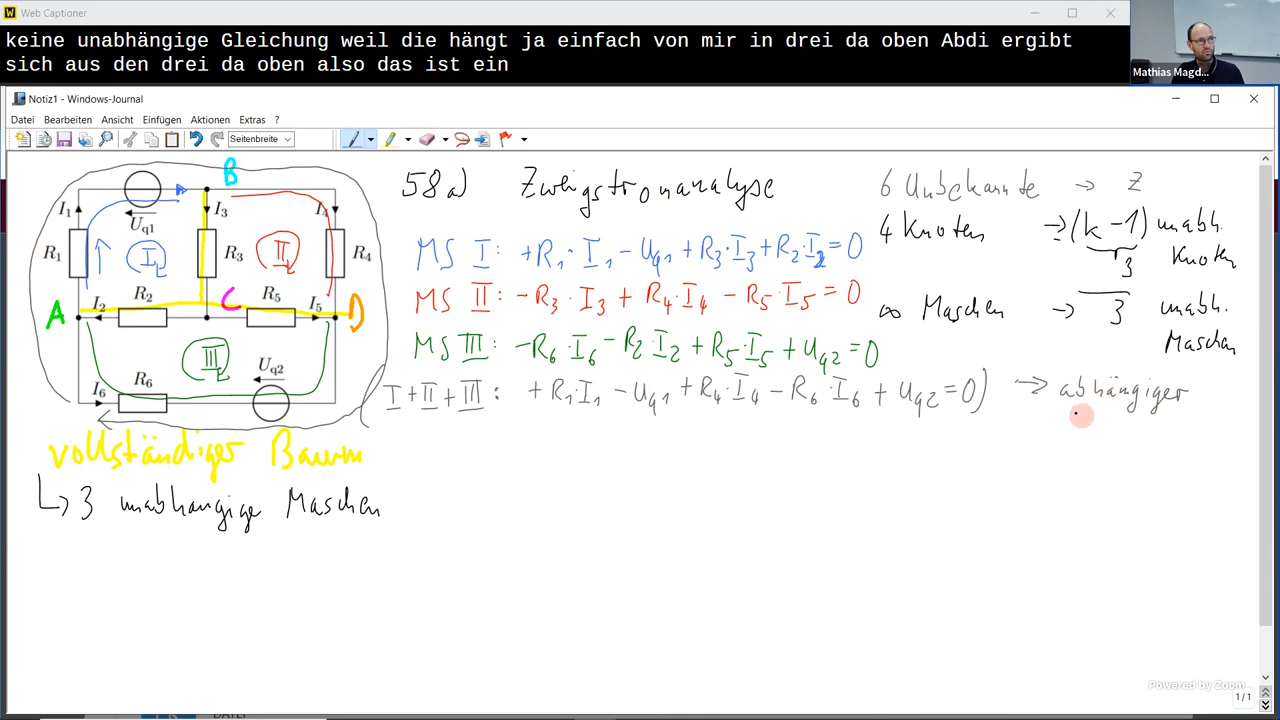 Web Captioner
keine unabhängige Gleichung weil die hängt ja einfach von mir in drei da oben Abdi ergibt
sich aus den drei da oben also das ist ein
Mathias Magd...
Notiz1 - Windows-Journal
Datei Bearbeiten Ansicht Einfügen Aktionen Extras ?
Seitenbreite
B
I1 Uq1 I3 I4
R1 I R3 II R4
R2 C R5
A I2 I5 D
III
Uq2
I6 R6
vollständiger Baum
↳ 3 unabhängige Maschen
58a) Zweigstromanalyse
MS I: +R1·I1 - Uq1 + R3·I3 + R2·I2 = 0
MS II: -R3·I3 + R4·I4 - R5·I5 = 0
MS III: -R6·I6 - R2·I2 + R5·I5 + Uq2 = 0
I+II+III: +R1·I1 - Uq1 + R4·I4 - R6·I6 + Uq2 = 0) → abhängiger
6 Unbekannte → z
4 Knoten → (k-1) unabh.
3 Knoten
∞ Maschen → 3 unabh.
Maschen
Powered by Zoom
1/1